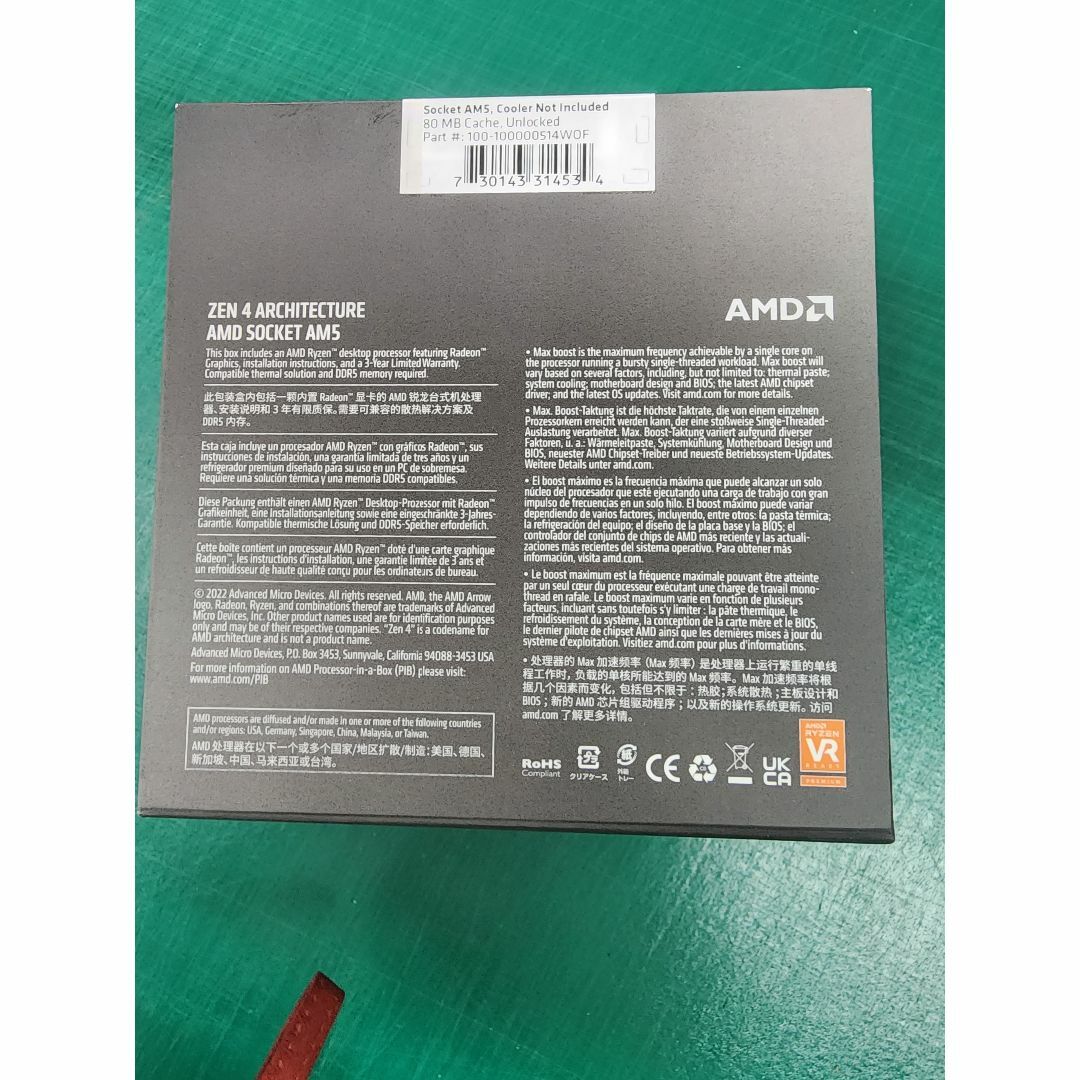 Socket AM5, Cooler Not Included
80 MB Cache, Unlocked
Part #: 100-100000514WOF
7 30143 31453 4
ZEN 4 ARCHITECTURE
AMD SOCKET AM5
This box includes an AMD Ryzen™ desktop processor featuring Radeon™
Graphics, installation instructions, and a 3-Year Limited Warranty.
Compatible thermal solution and DDR5 memory required.
此包装盒内包括一颗内置 Radeon™ 显卡的 AMD 锐龙台式机处理
器、安装说明和 3 年有限质保。需要可兼容的散热解决方案及
DDR5 内存。
Esta caja incluye un procesador AMD Ryzen™ con gráficos Radeon™, sus
instrucciones de instalación, una garantía limitada de tres años y un
refrigerador premium diseñado para su uso en un PC de sobremesa.
Requiere una solución térmica y una memoria DDR5 compatibles.
Diese Packung enthält einen AMD Ryzen™ Desktop-Prozessor mit Radeon™
Grafikeinheit, eine Installationsanleitung sowie eine eingeschränkte 3-Jahres-
Garantie. Kompatible thermische Lösung und DDR5-Speicher erforderlich.
Cette boîte contient un processeur AMD Ryzen™ doté d'une carte graphique
Radeon™, les instructions d'installation, une garantie limitée de 3 ans et
un refroidisseur de haute qualité conçu pour les ordinateurs de bureau.
© 2022 Advanced Micro Devices. All rights reserved. AMD, the AMD Arrow
logo, Radeon, Ryzen, and combinations thereof are trademarks of Advanced
Micro Devices, Inc. Other product names used are for identification purposes
only and may be of their respective companies. "Zen 4" is a codename for
AMD architecture and is not a product name.
Advanced Micro Devices, P.O. Box 3453, Sunnyvale, California 94088-3453 USA
For more information on AMD Processor-in-a-Box (PIB) please visit:
www.amd.com/PIB
AMD processors are diffused and/or made in one or more of the following countries
and/or regions: USA, Germany, Singapore, China, Malaysia, or Taiwan.
AMD 处理器在以下一个或多个国家/地区扩散/制造：美国、德国、
新加坡、中国、马来西亚或台湾。
AMD
• Max boost is the maximum frequency achievable by a single core on
the processor running a bursty single-threaded workload. Max boost will
vary based on several factors, including, but not limited to: thermal paste;
system cooling; motherboard design and BIOS; the latest AMD chipset
driver; and the latest OS updates. Visit amd.com for more details.
• Max. Boost-Taktung ist die höchste Taktrate, die von einem einzelnen
Prozessorkern erreicht werden kann, der eine stoßweise Single-Threaded-
Auslastung verarbeitet. Max. Boost-Taktung variiert aufgrund diverser
Faktoren, u. a.: Wärmeleitpaste, Systemkühlung, Motherboard Design und
BIOS, neuester AMD Chipset-Treiber und neueste Betriebssystem-Updates.
Weitere Details unter amd.com.
• El boost máximo es la frecuencia máxima que puede alcanzar un solo
núcleo del procesador que esté ejecutando una carga de trabajo con gran
impulso de frecuencias en un solo hilo. El boost máximo puede variar
dependiendo de varios factores, incluyendo, entre otros: la pasta térmica;
la refrigeración del equipo; el diseño de la placa base y la BIOS; el
controlador del conjunto de chips de AMD más reciente y las actuali-
zaciones más recientes del sistema operativo. Para obtener más
información, visita amd.com.
• Le boost maximum est la fréquence maximale pouvant être atteinte
par un seul cœur du processeur exécutant une charge de travail mono-
thread en rafale. Le boost maximum varie en fonction de plusieurs
facteurs, incluant sans toutefois s'y limiter : la pâte thermique, le
refroidissement du système, la conception de la carte mère et le BIOS,
le dernier pilote de chipset AMD ainsi que les dernières mises à jour du
système d'exploitation. Visitiez amd.com pour plus d'informations.
• 处理器的 Max 加速频率（Max 频率）是处理器上运行繁重的单线
程工作时，负载的单核所能达到的 Max 频率。Max 加速频率将根
据几个因素而变化，包括但不限于：热胶；系统散热；主板设计和
BIOS；新的 AMD 芯片组驱动程序；以及新的操作系统更新。访问
amd.com 了解更多详情。
RoHS
Compliant
プラ
クリアケース
紙
外箱
トレー
CE
UK
CA
AMD
RYZEN
VR
READY
PREMIUM